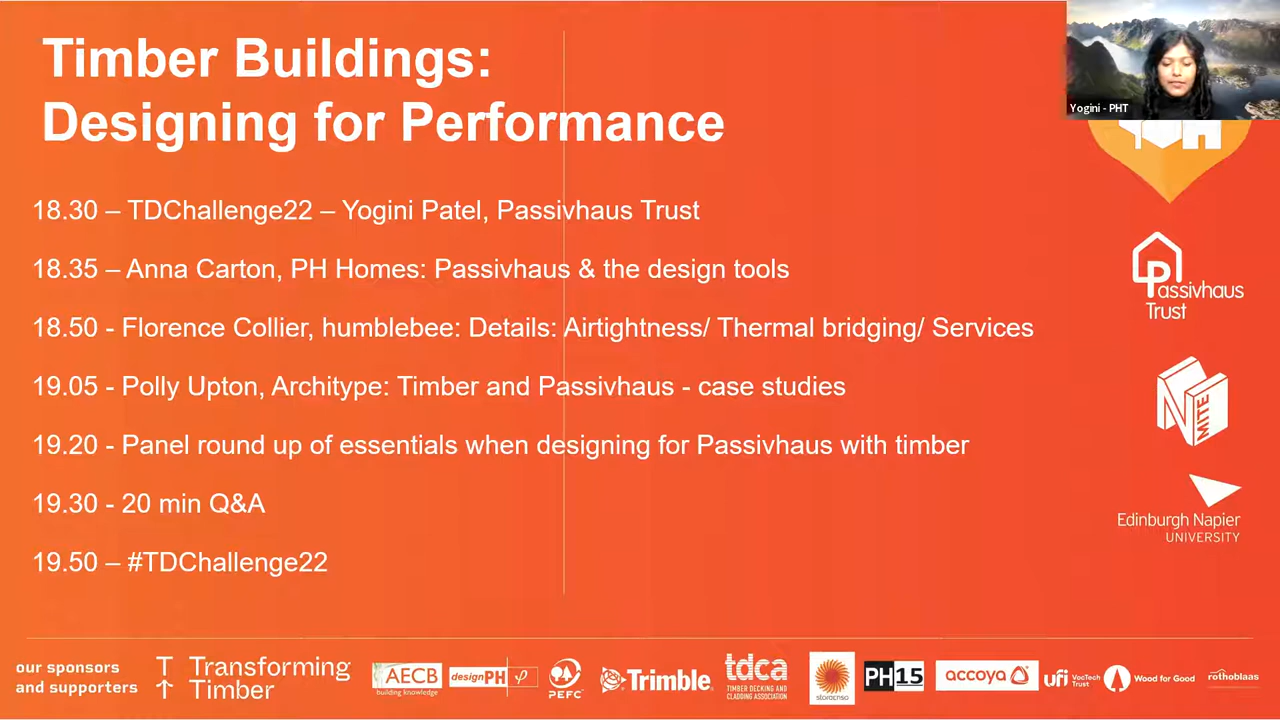 Timber Buildings:
Designing for Performance
Yogini - PHT
18.30 – TDChallenge22 – Yogini Patel, Passivhaus Trust
18.35 – Anna Carton, PH Homes: Passivhaus & the design tools
18.50 - Florence Collier, humblebee: Details: Airtightness/ Thermal bridging/ Services
19.05 - Polly Upton, Architype: Timber and Passivhaus - case studies
19.20 - Panel round up of essentials when designing for Passivhaus with timber
19.30 - 20 min Q&A
19.50 – #TDChallenge22
Passivhaus
Trust
NMITE
Edinburgh Napier
UNIVERSITY
our sponsors
and supporters
Transforming
Timber
AECB
building knowledge
designPH
PEFC
Trimble
tdca
TIMBER DECKING AND
CLADDING ASSOCIATION
storaenso
PH15
accoya
ufi VocTech
Trust
Wood for Good
rothoblaas